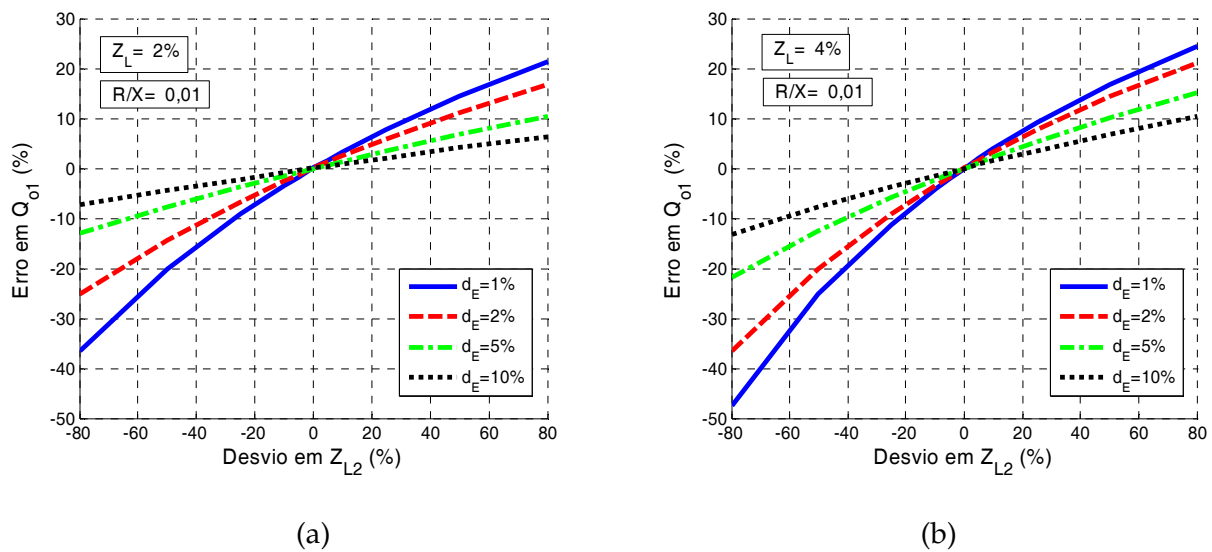 30
20
10
0
-10
-20
-30
-40
-50
Erro em Q_o1 (%)
Z_L= 2%
R/X= 0,01
d_E=1%
d_E=2%
d_E=5%
d_E=10%
-80 -60 -40 -20 0 20 40 60 80
Desvio em Z_L2 (%)
(a)
30
20
10
0
-10
-20
-30
-40
-50
Erro em Q_o1 (%)
Z_L= 4%
R/X= 0,01
d_E=1%
d_E=2%
d_E=5%
d_E=10%
-80 -60 -40 -20 0 20 40 60 80
Desvio em Z_L2 (%)
(b)